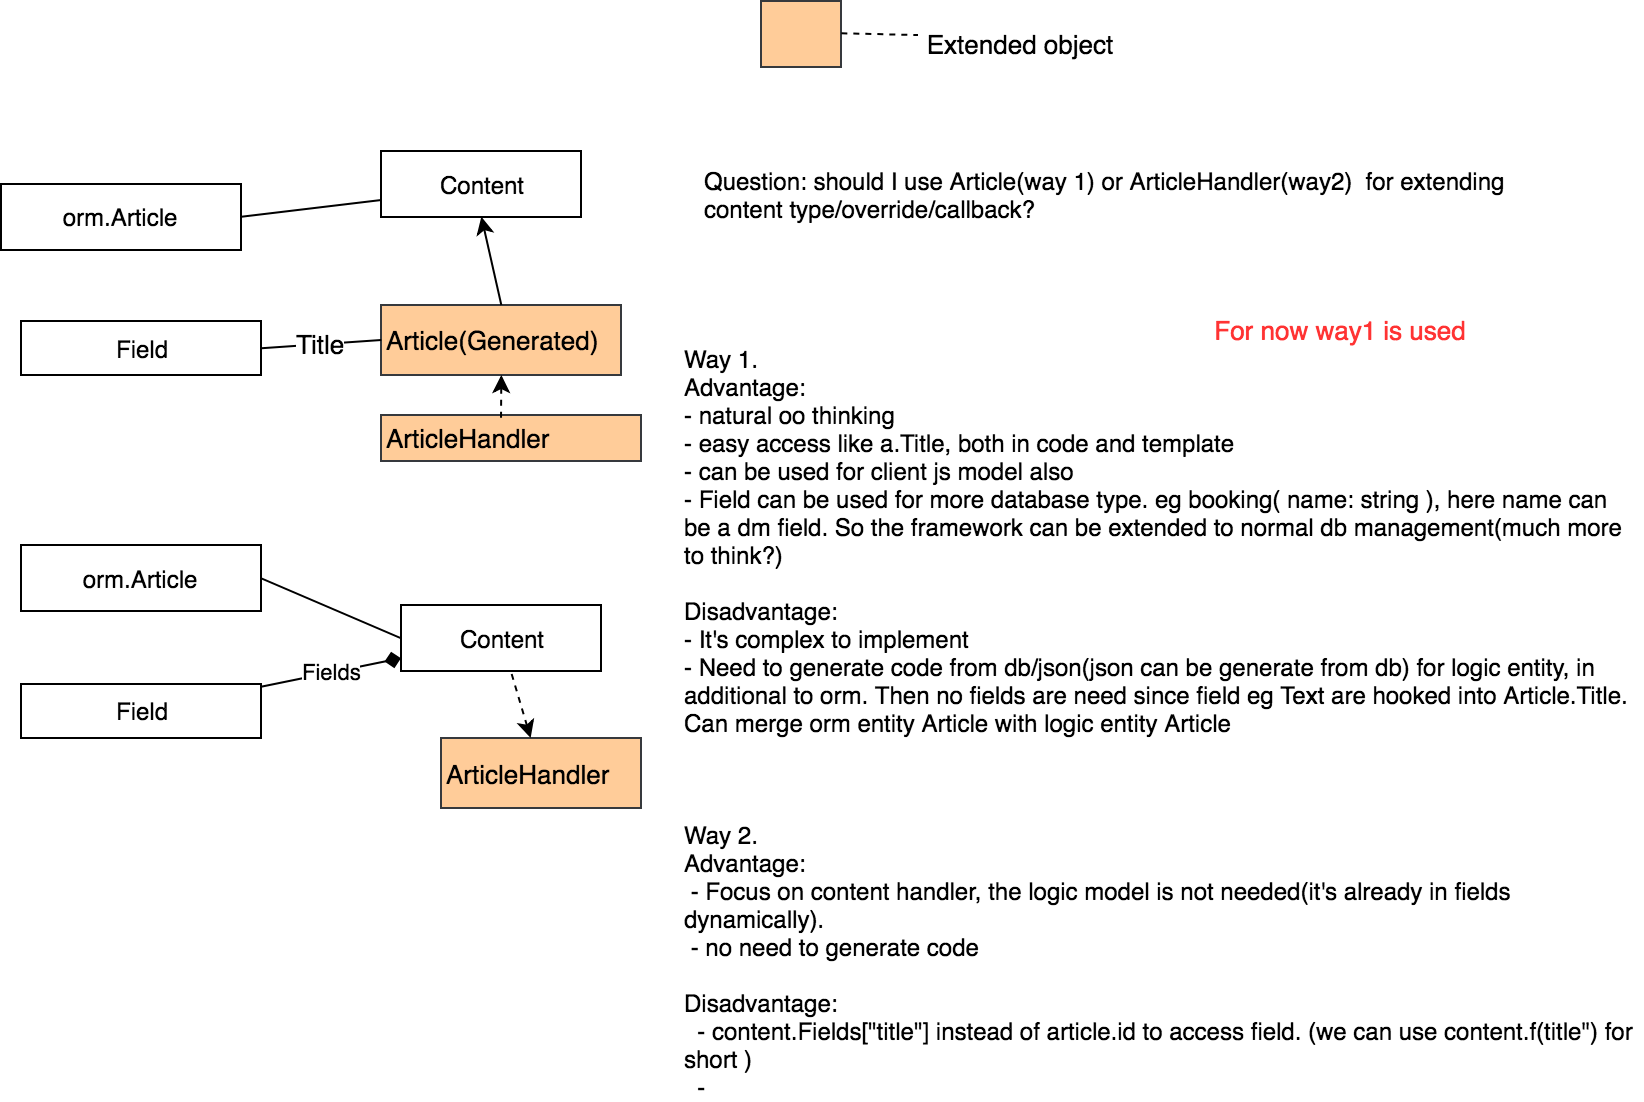 Extended object
orm.Article
Content
Question: should I use Article(way 1) or ArticleHandler(way2)  for extending
content type/override/callback?
Field
Title
Article(Generated)
ArticleHandler
For now way1 is used
Way 1.
Advantage:
- natural oo thinking
- easy access like a.Title, both in code and template
- can be used for client js model also
- Field can be used for more database type. eg booking( name: string ), here name can
be a dm field. So the framework can be extended to normal db management(much more
to think?)
Disadvantage:
- It's complex to implement
- Need to generate code from db/json(json can be generate from db) for logic entity, in
additional to orm. Then no fields are need since field eg Text are hooked into Article.Title.
Can merge orm entity Article with logic entity Article
orm.Article
Content
Fields
Field
ArticleHandler
Way 2.
Advantage:
- Focus on content handler, the logic model is not needed(it's already in fields
dynamically).
- no need to generate code
Disadvantage:
- content.Fields["title"] instead of article.id to access field. (we can use content.f(title") for
short )
-